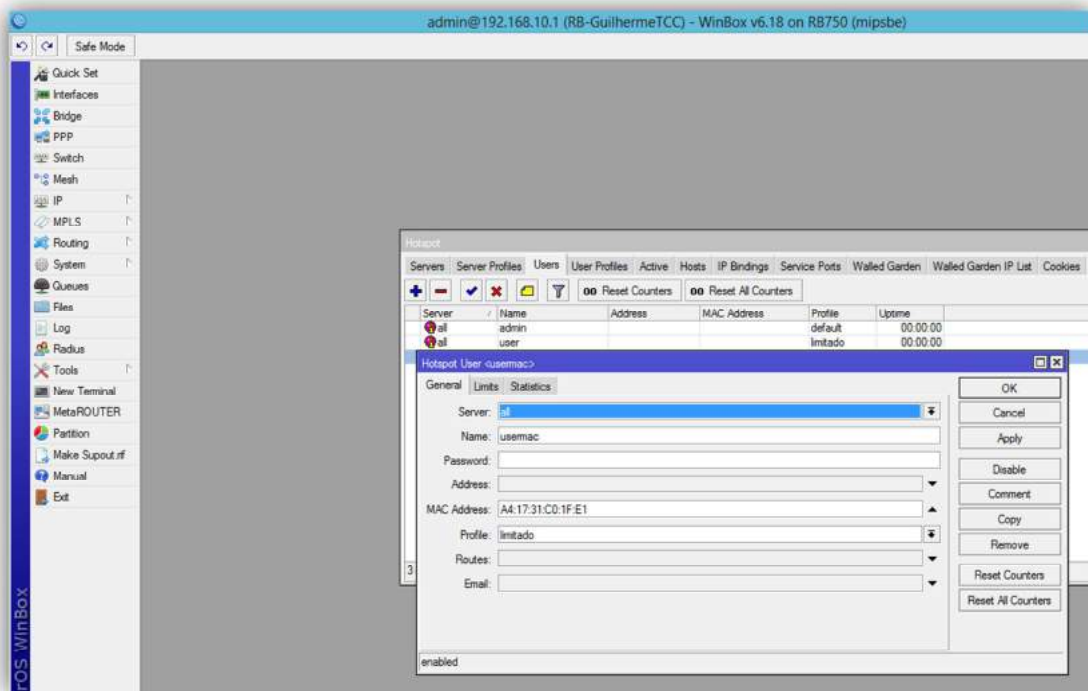 admin@192.168.10.1 (RB-GuilhermeTCC) - WinBox v6.18 on RB750 (mipsbe)
Safe Mode
Quick Set
Interfaces
Bridge
PPP
Switch
Mesh
IP
MPLS
Routing
System
Queues
Files
Log
Radius
Tools
New Terminal
MetaROUTER
Partition
Make Supout.rif
Manual
Exit
rOS WinBox
Hotspot
Servers Server Profiles Users User Profiles Active Hosts IP Bindings Service Ports Walled Garden Walled Garden IP List Cookies
00 Reset Counters 00 Reset All Counters
Server / Name Address MAC Address Profile Uptime
all admin default 00:00:00
all user limitado 00:00:00
3
Hotspot User <usermac>
General Limits Statistics
Server: all
Name: usermac
Password:
Address:
MAC Address: A4:17:31:C0:1F:E1
Profile: limitado
Routes:
Email:
OK
Cancel
Apply
Disable
Comment
Copy
Remove
Reset Counters
Reset All Counters
enabled